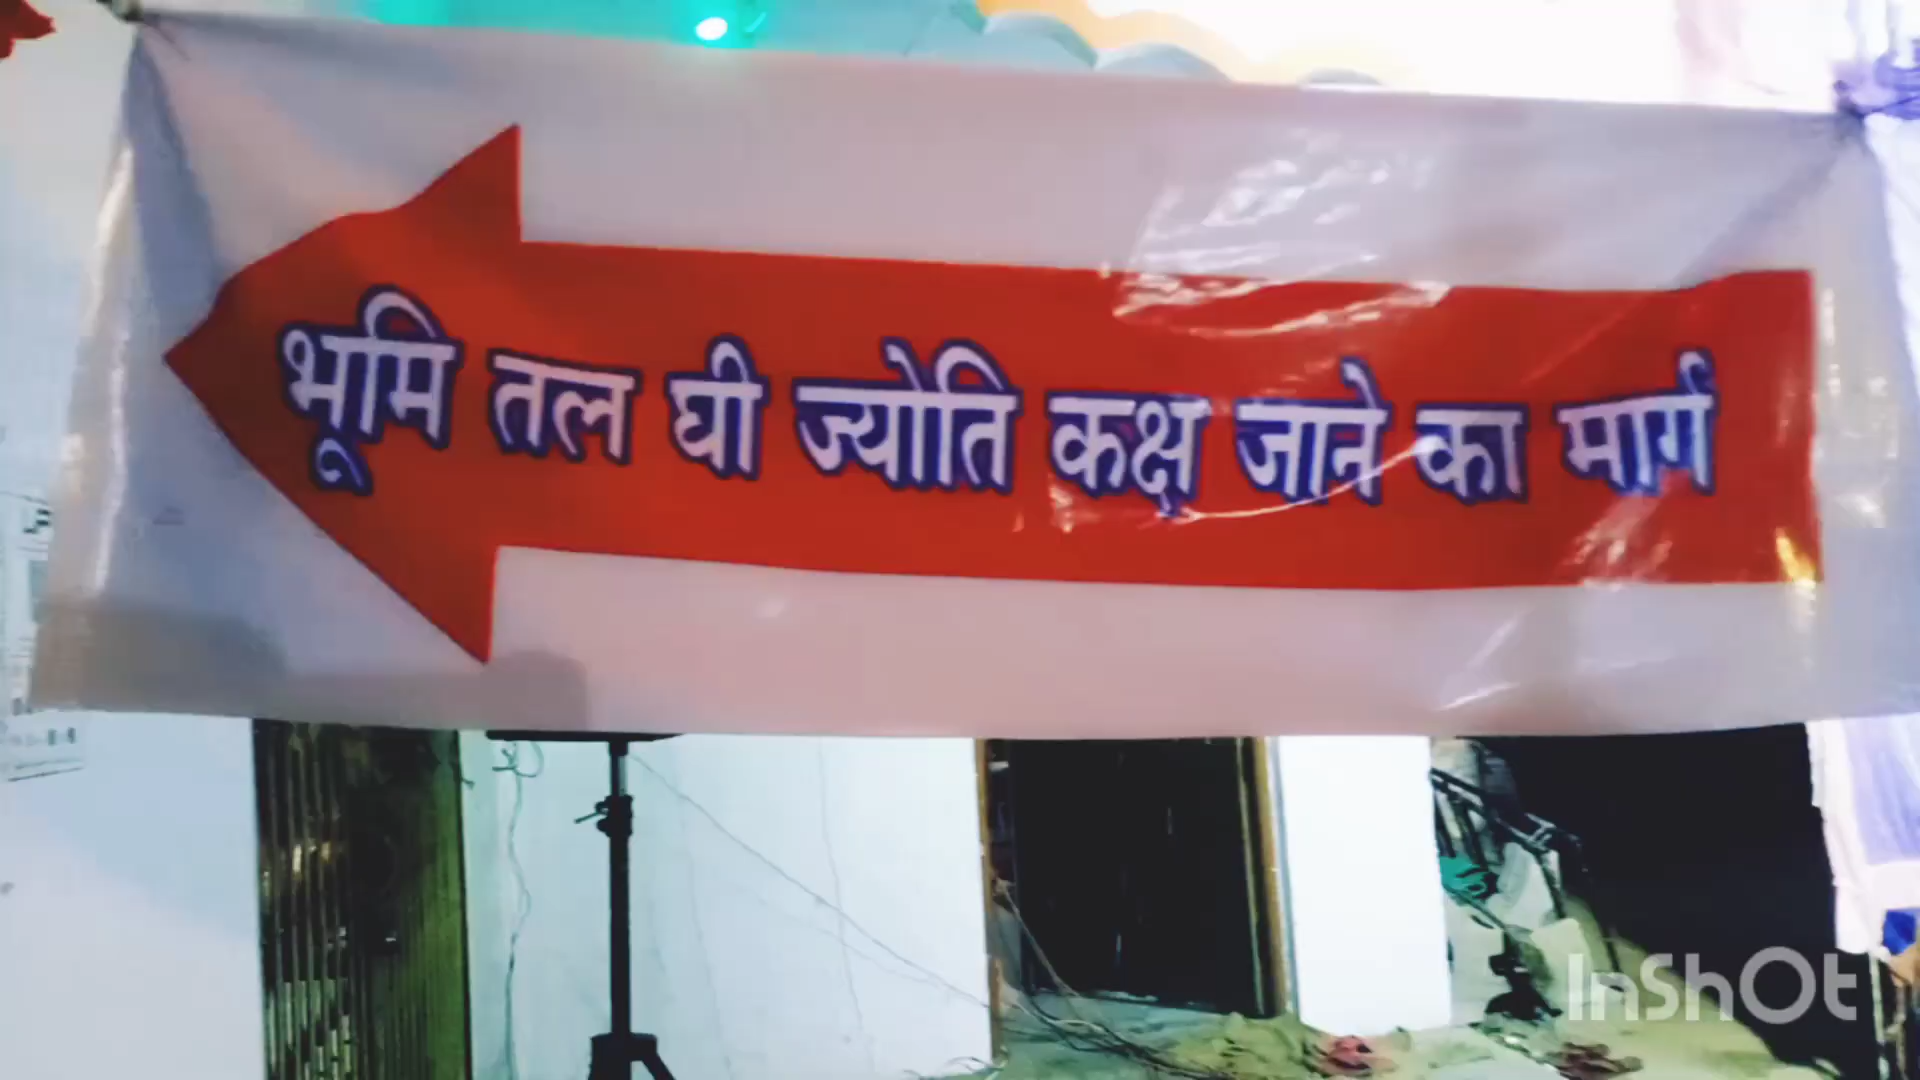 भूमि तल घी ज्योति कक्ष जाने का मार्ग
InShOt